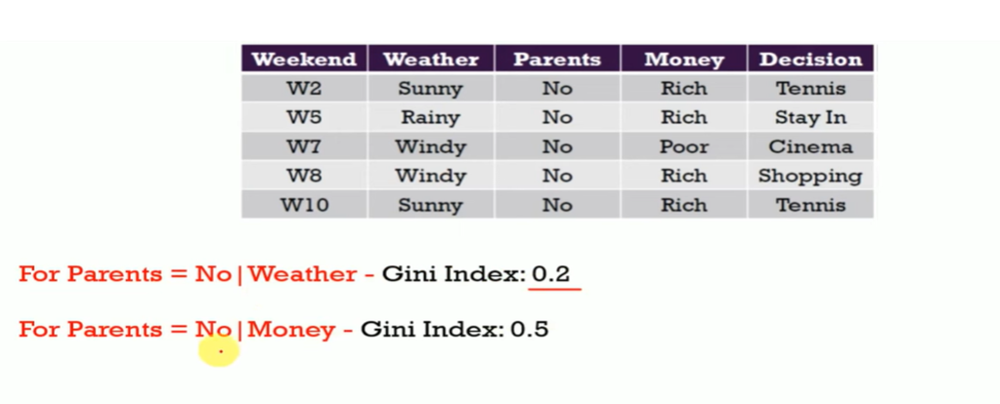 Weekend Weather Parents Money Decision
W2 Sunny No Rich Tennis
W5 Rainy No Rich Stay In
W7 Windy No Poor Cinema
W8 Windy No Rich Shopping
W10 Sunny No Rich Tennis
For Parents = No|Weather - Gini Index: 0.2
For Parents = No|Money - Gini Index: 0.5